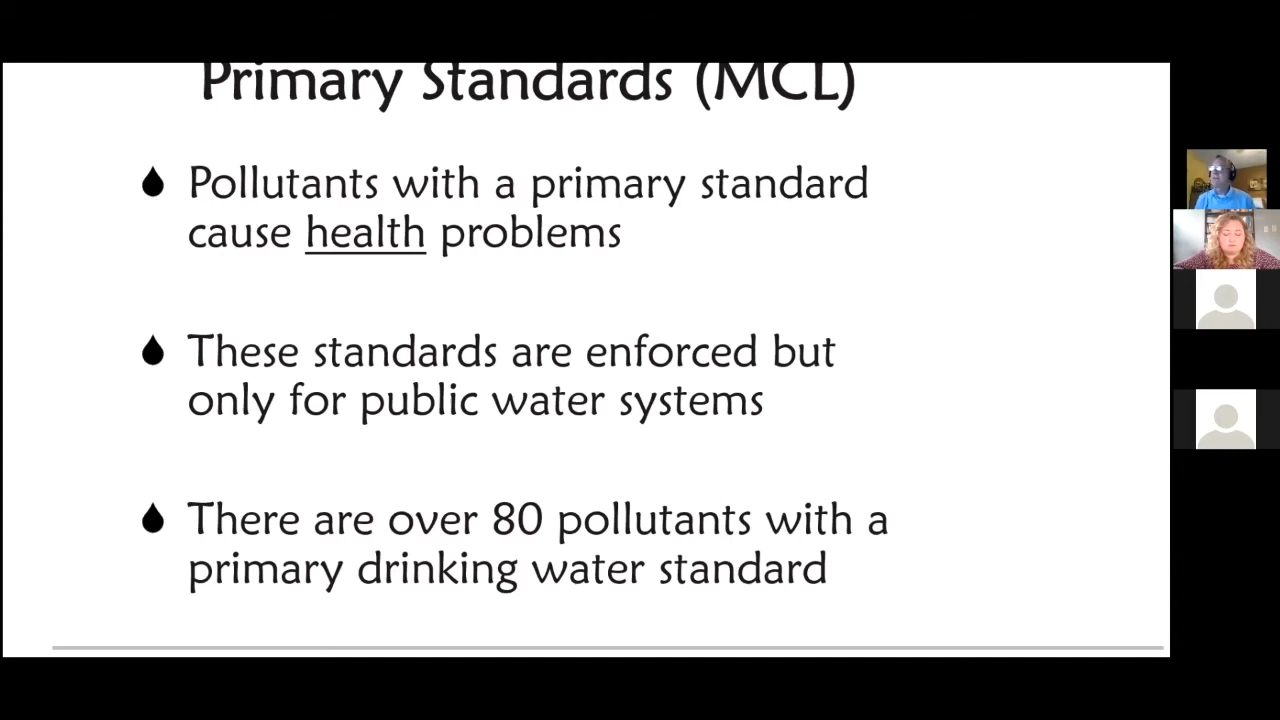 Primary Standards (MCL)
Pollutants with a primary standard
cause health problems
These standards are enforced but
only for public water systems
There are over 80 pollutants with a
primary drinking water standard